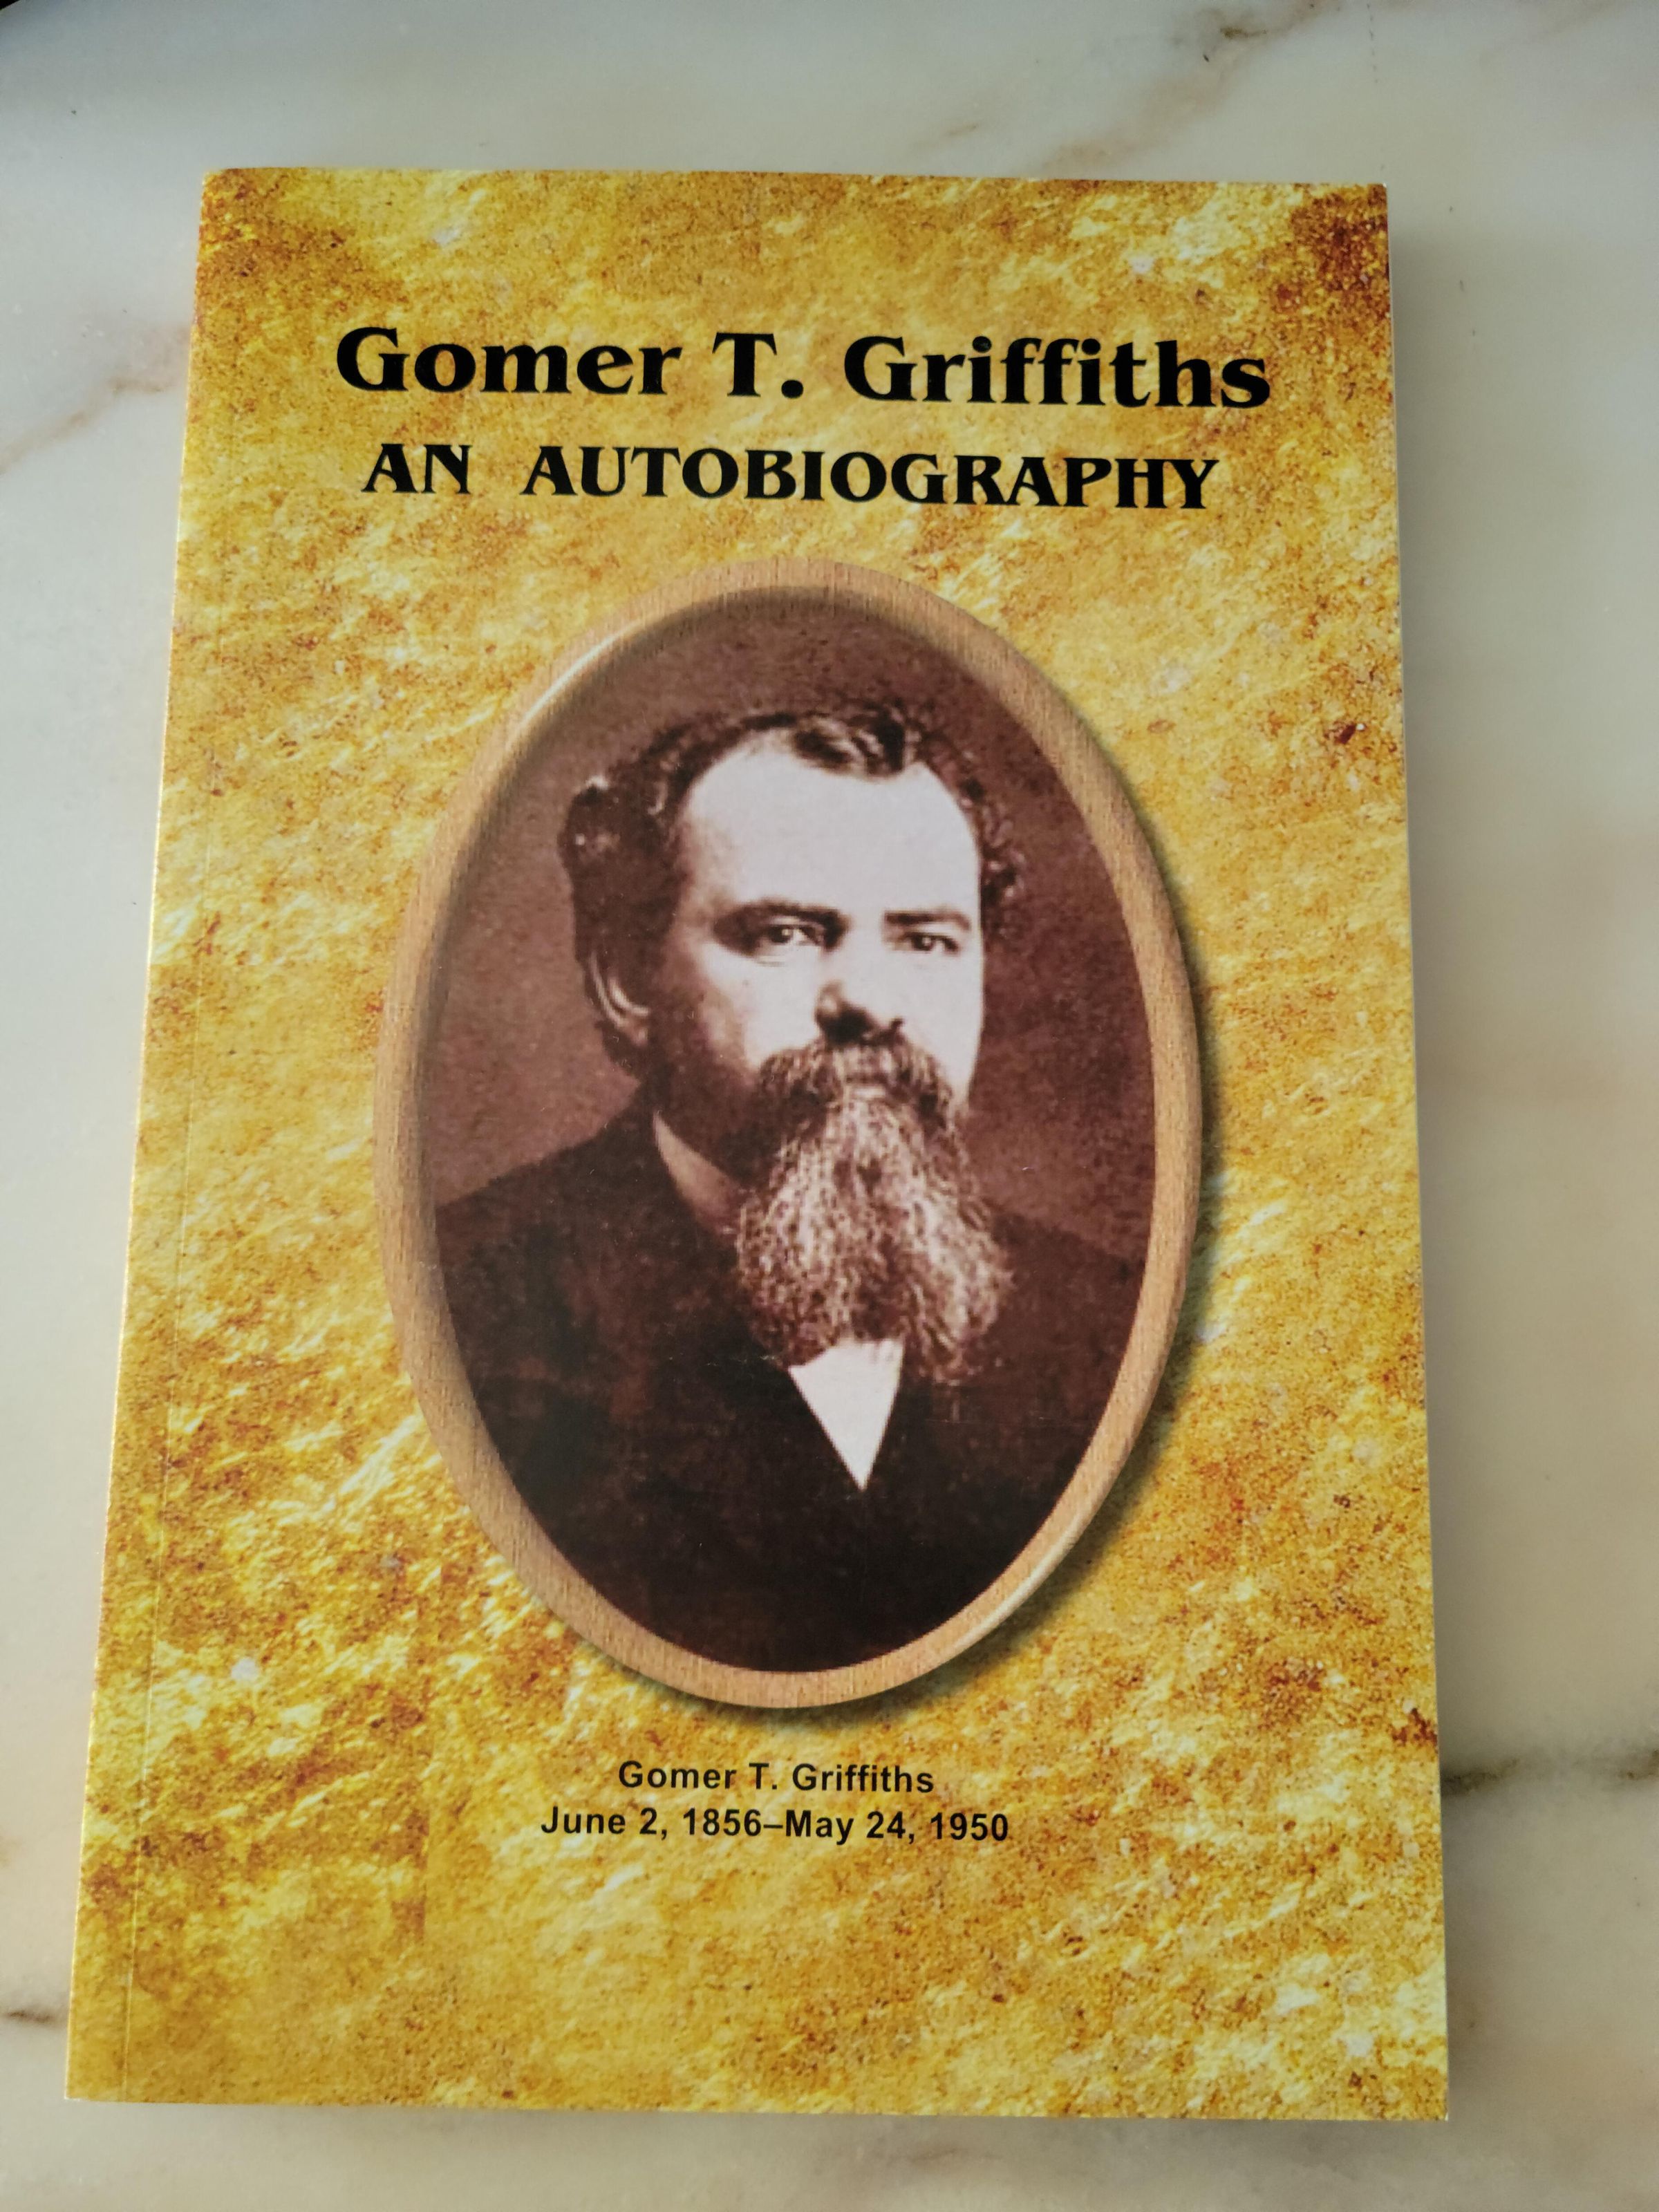 Gomer T. Griffiths
AN AUTOBIOGRAPHY
Gomer T. Griffiths
June 2, 1856–May 24, 1950